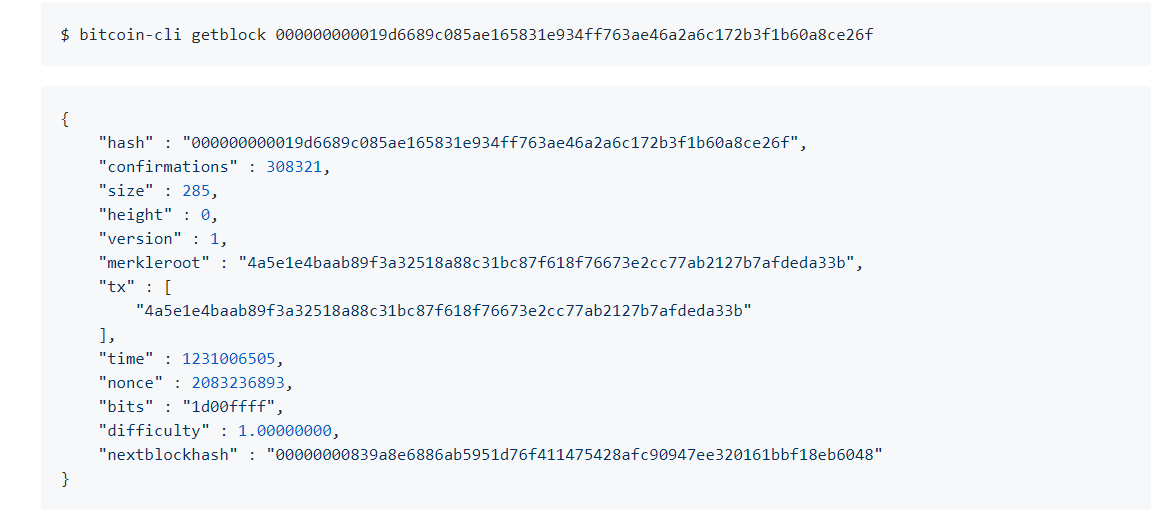 $ bitcoin-cli getblock 000000000019d6689c085ae165831e934ff763ae46a2a6c172b3f1b60a8ce26f
{
"hash" : "000000000019d6689c085ae165831e934ff763ae46a2a6c172b3f1b60a8ce26f",
"confirmations" : 308321,
"size" : 285,
"height" : 0,
"version" : 1,
"merkleroot" : "4a5e1e4baab89f3a32518a88c31bc87f618f76673e2cc77ab2127b7afdeda33b",
"tx" : [
"4a5e1e4baab89f3a32518a88c31bc87f618f76673e2cc77ab2127b7afdeda33b"
],
"time" : 1231006505,
"nonce" : 2083236893,
"bits" : "1d00ffff",
"difficulty" : 1.00000000,
"nextblockhash" : "00000000839a8e6886ab5951d76f411475428afc90947ee320161bbf18eb6048"
}